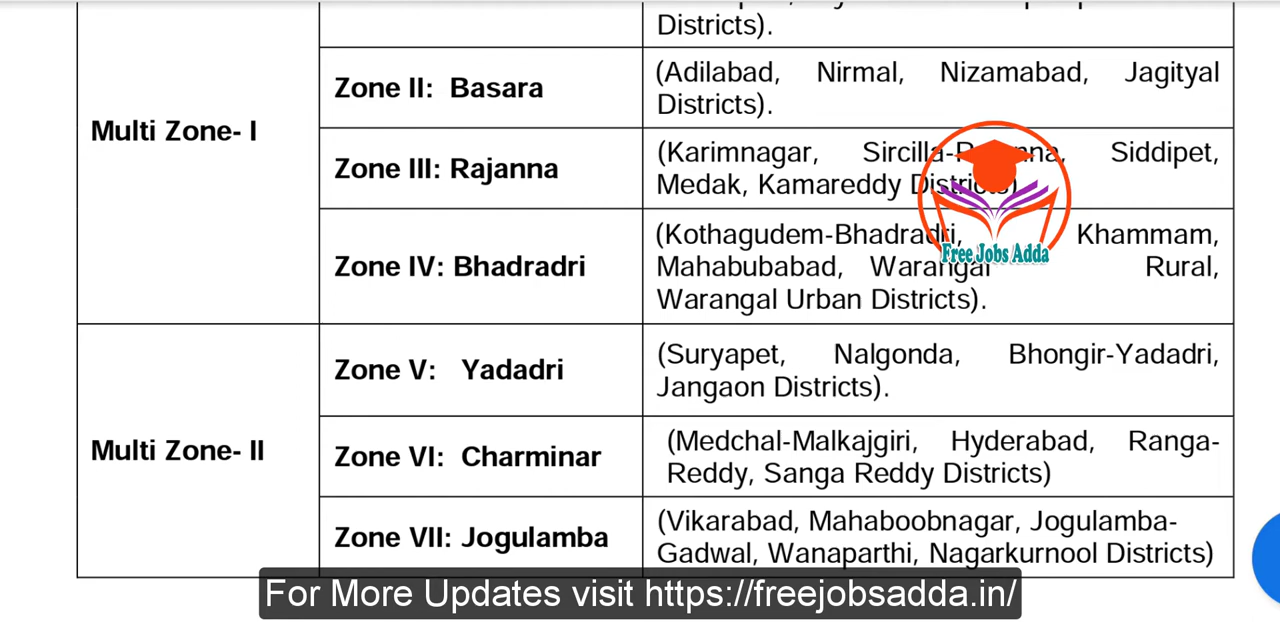 Districts).
Multi Zone- I
Zone II: Basara
(Adilabad, Nirmal, Nizamabad, Jagityal
Districts).
Zone III: Rajanna
(Karimnagar, Sircilla-Rajanna, Siddipet,
Medak, Kamareddy Districts)
Zone IV: Bhadradri
(Kothagudem-Bhadradri, Khammam,
Mahabubabad, Warangal Rural,
Warangal Urban Districts).
Free Jobs Adda
Multi Zone- II
Zone V: Yadadri
(Suryapet, Nalgonda, Bhongir-Yadadri,
Jangaon Districts).
Zone VI: Charminar
(Medchal-Malkajgiri, Hyderabad, Ranga-
Reddy, Sanga Reddy Districts)
Zone VII: Jogulamba
(Vikarabad, Mahaboobnagar, Jogulamba-
Gadwal, Wanaparthi, Nagarkurnool Districts)
For More Updates visit https://freejobsadda.in/